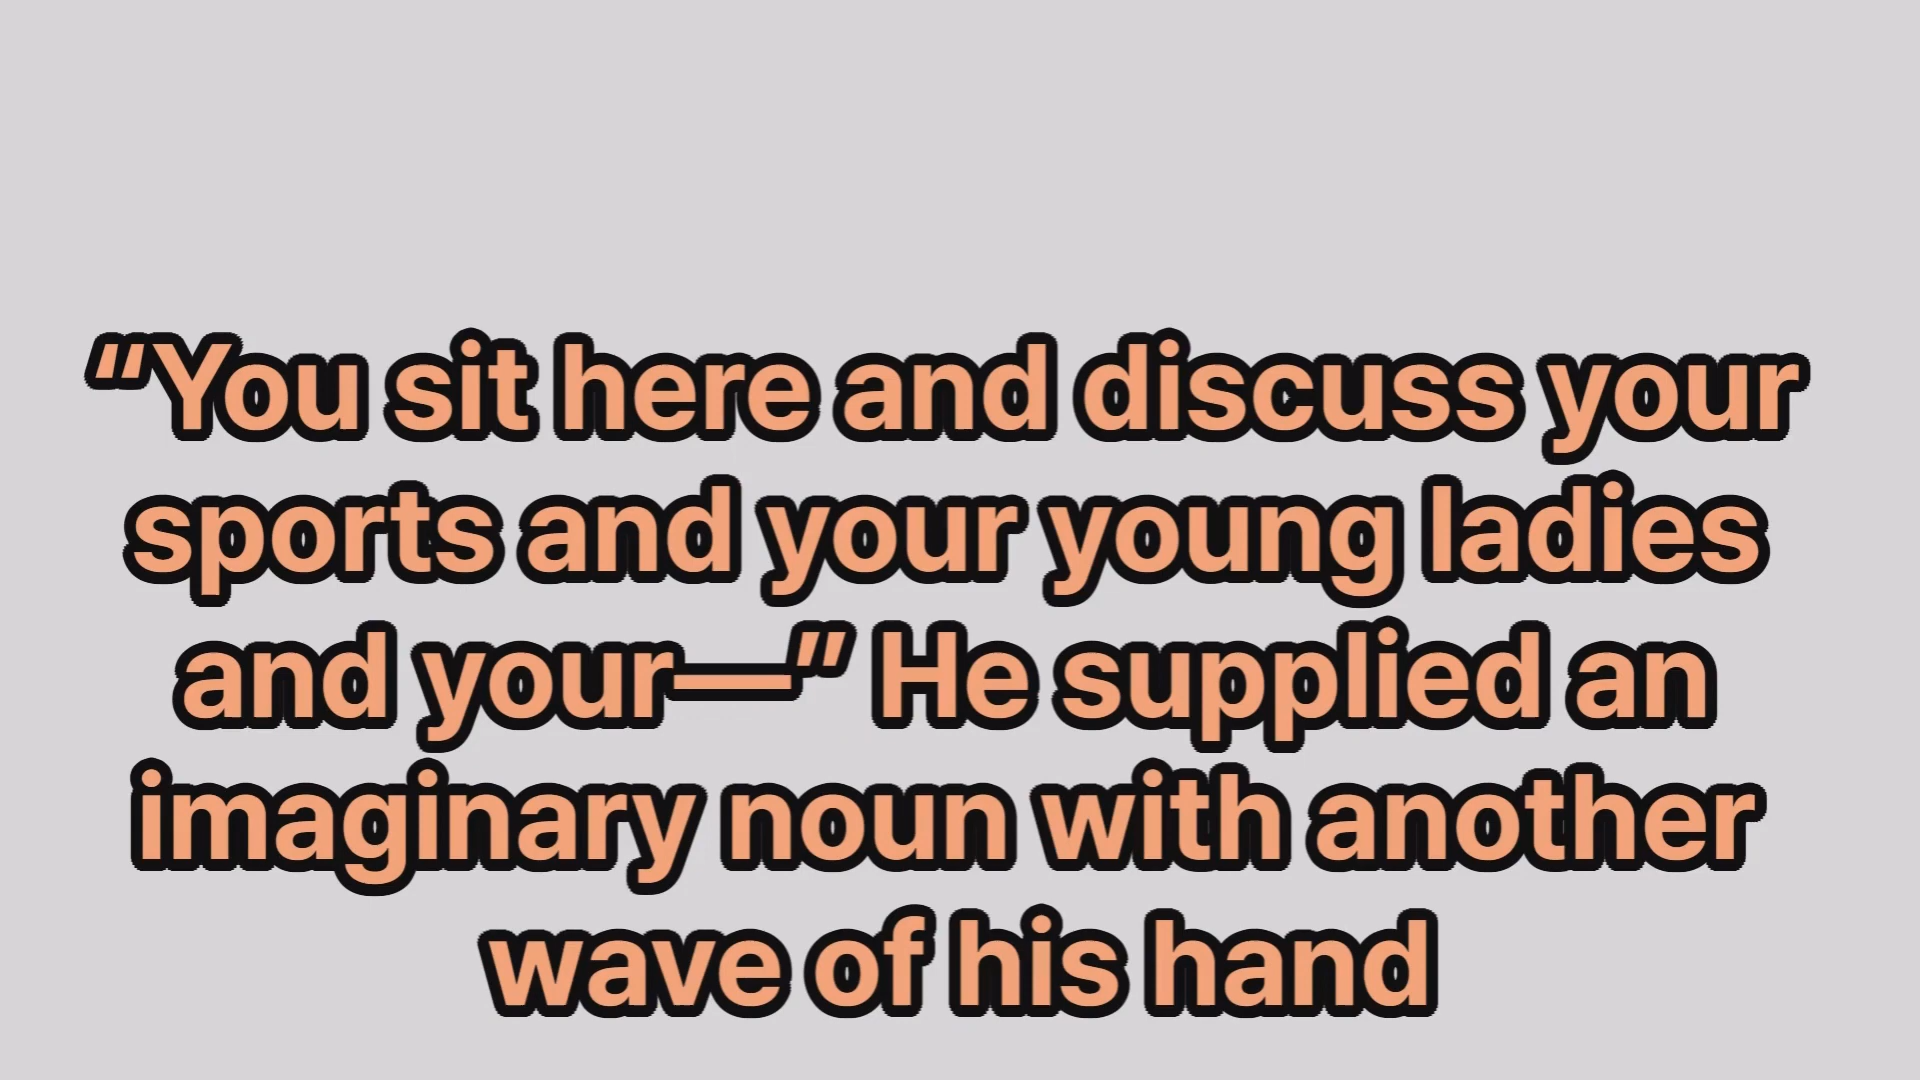 “You sit here and discuss your
sports and your young ladies
and your—” He supplied an
imaginary noun with another
wave of his hand